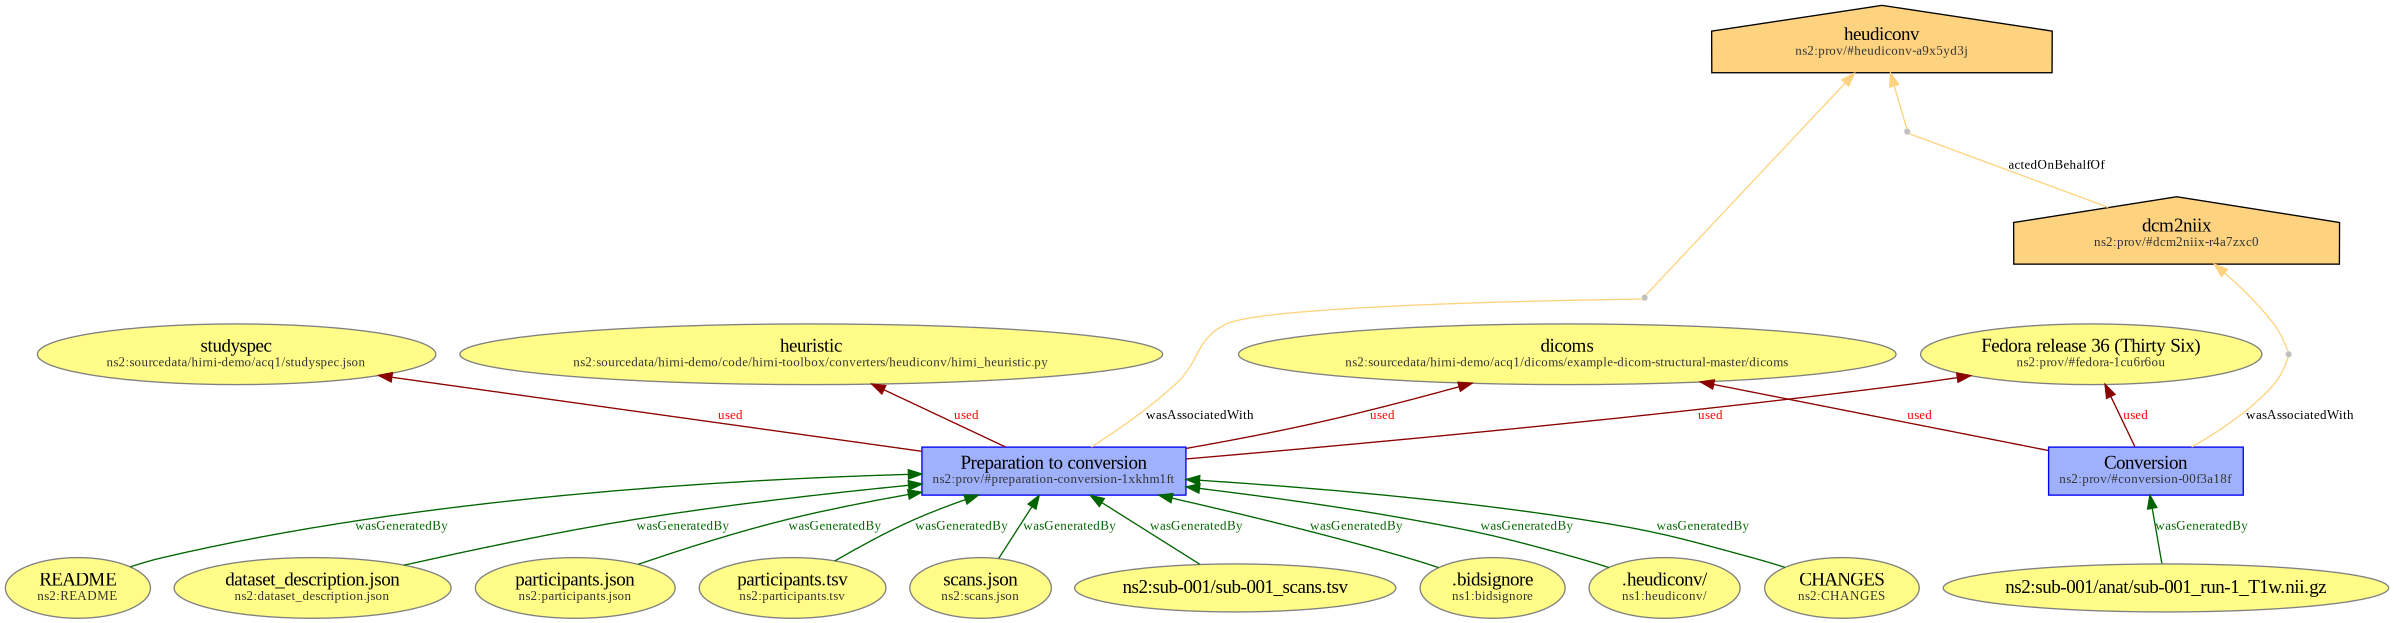 heudiconv
ns2:prov/#heudiconv-a9x5yd3j
actedOnBehalfOf
dcm2niix
ns2:prov/#dcm2niix-r4a7zxc0
studyspec
ns2:sourcedata/hirni-demo/acq1/studyspec.json
heuristic
ns2:sourcedata/hirni-demo/code/hirni-toolbox/converters/heudiconv/hirni_heuristic.py
dicoms
ns2:sourcedata/hirni-demo/acq1/dicoms/example-dicom-structural-master/dicoms
Fedora release 36 (Thirty Six)
ns2:prov/#fedora-1cu6r6ou
used
used
wasAssociatedWith
used
used
used
used
wasAssociatedWith
Preparation to conversion
ns2:prov/#preparation-conversion-1xkhm1ft
Conversion
ns2:prov/#conversion-00f3a18f
wasGeneratedBy
wasGeneratedBy
wasGeneratedBy
wasGeneratedBy
wasGeneratedBy
wasGeneratedBy
wasGeneratedBy
wasGeneratedBy
wasGeneratedBy
wasGeneratedBy
README
ns2:README
dataset_description.json
ns2:dataset_description.json
participants.json
ns2:participants.json
participants.tsv
ns2:participants.tsv
scans.json
ns2:scans.json
ns2:sub-001/sub-001_scans.tsv
.bidsignore
ns1:bidsignore
.heudiconv/
ns1:heudiconv/
CHANGES
ns2:CHANGES
ns2:sub-001/anat/sub-001_run-1_T1w.nii.gz